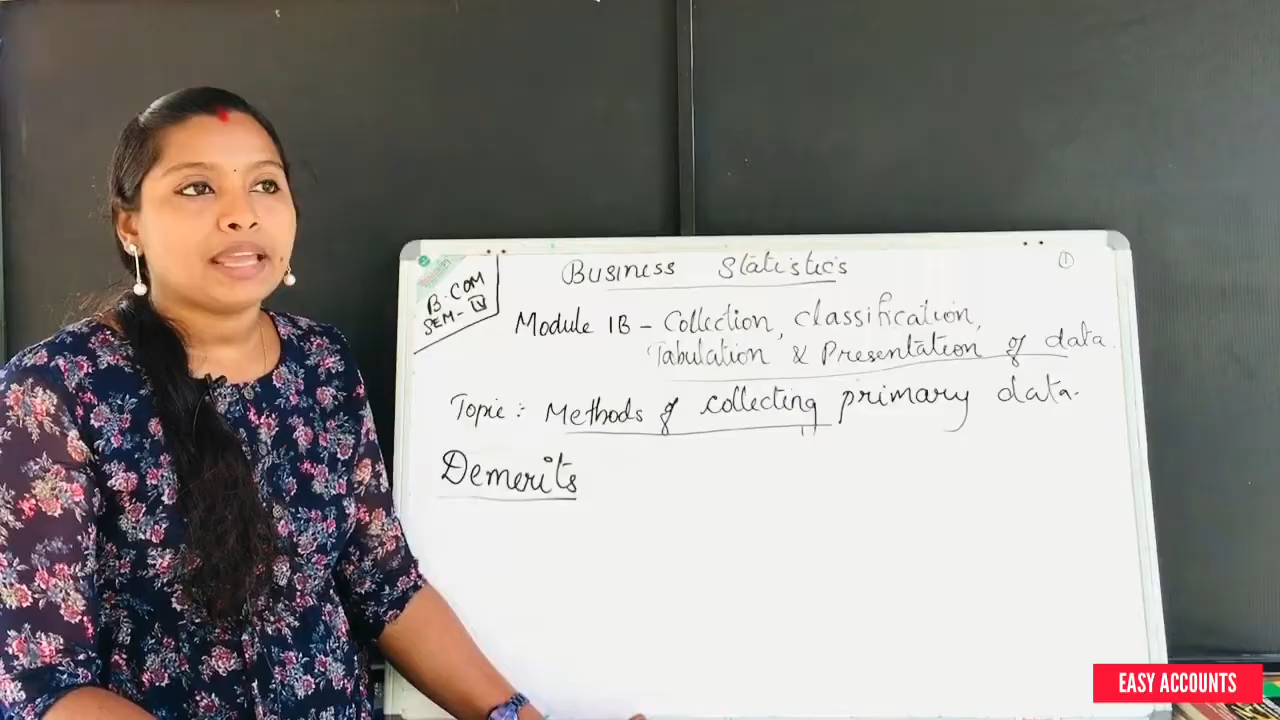 Business Statistics
①
B.COM
SEM-IV
Module 1B - Collection, classification,
Tabulation & Presentation of data.
Topic: Methods of collecting primary data.
Demerits
EASY ACCOUNTS